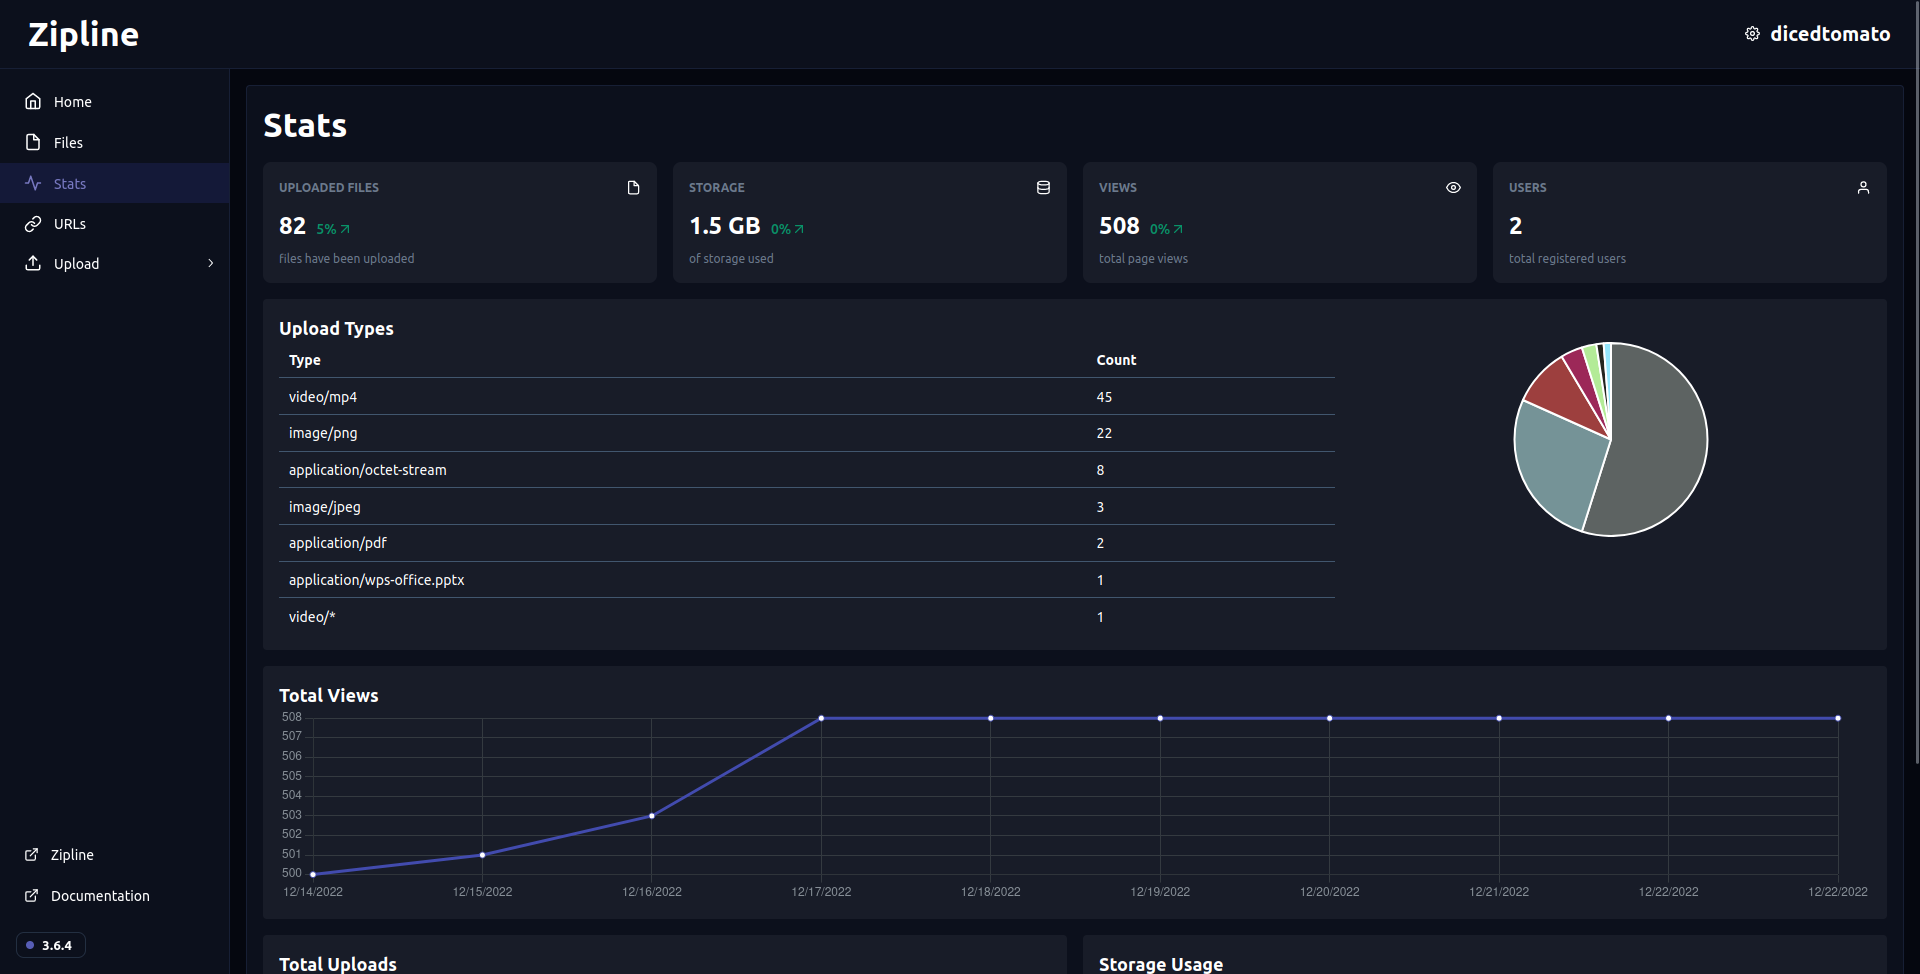 Zipline
dicedtomato
Home
Files
Stats
URLs
Upload
Zipline
Documentation
3.6.4
Stats
UPLOADED FILES
82 5%
files have been uploaded
STORAGE
1.5 GB 0%
of storage used
VIEWS
508 0%
total page views
USERS
2
total registered users
Upload Types
Type Count
video/mp4 45
image/png 22
application/octet-stream 8
image/jpeg 3
application/pdf 2
application/wps-office.pptx 1
video/* 1
Total Views
508
507
506
505
504
503
502
501
500
12/14/2022 12/15/2022 12/16/2022 12/17/2022 12/18/2022 12/19/2022 12/20/2022 12/21/2022 12/22/2022 12/22/2022
Total Uploads
Storage Usage